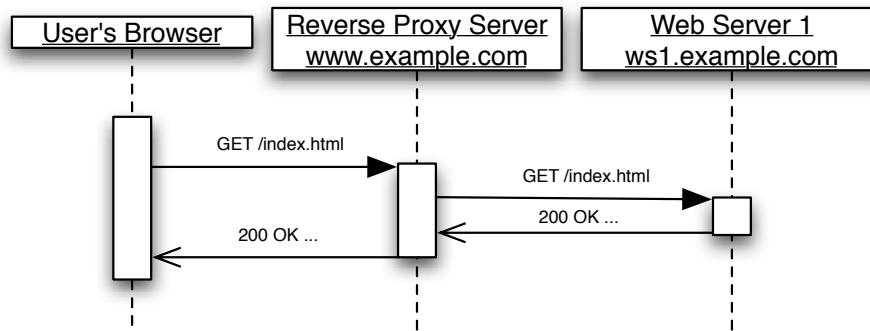 User's Browser
Reverse Proxy Server
www.example.com
Web Server 1
ws1.example.com
GET /index.html
GET /index.html
200 OK ...
200 OK ...